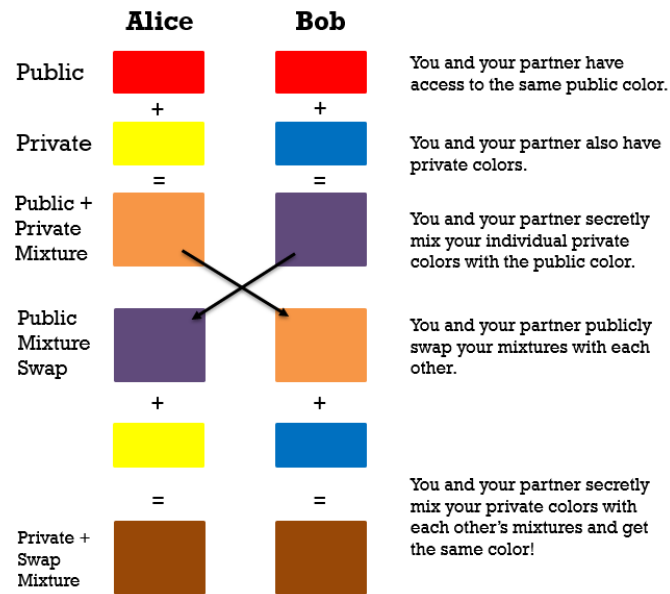 Alice
Bob
Public
You and your partner have
access to the same public color.
+
+
Private
You and your partner also have
private colors.
=
=
Public +
Private
Mixture
You and your partner secretly
mix your individual private
colors with the public color.
Public
Mixture
Swap
You and your partner publicly
swap your mixtures with each
other.
+
+
=
=
You and your partner secretly
mix your private colors with
each other’s mixtures and get
the same color!
Private +
Swap
Mixture